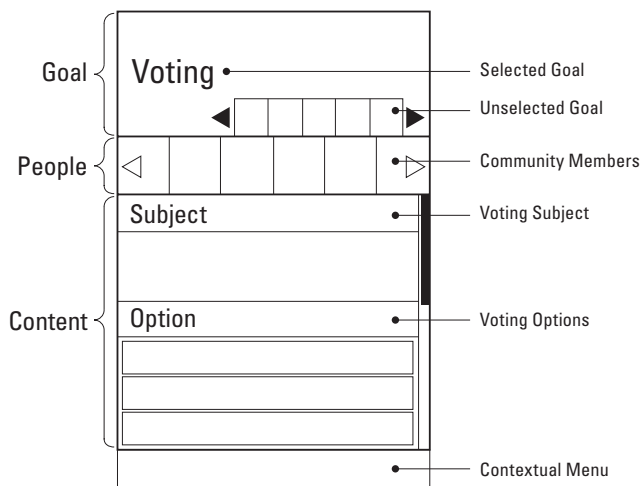 Goal
Voting
Selected Goal
Unselected Goal
People
Community Members
Subject
Voting Subject
Content
Option
Voting Options
Contextual Menu